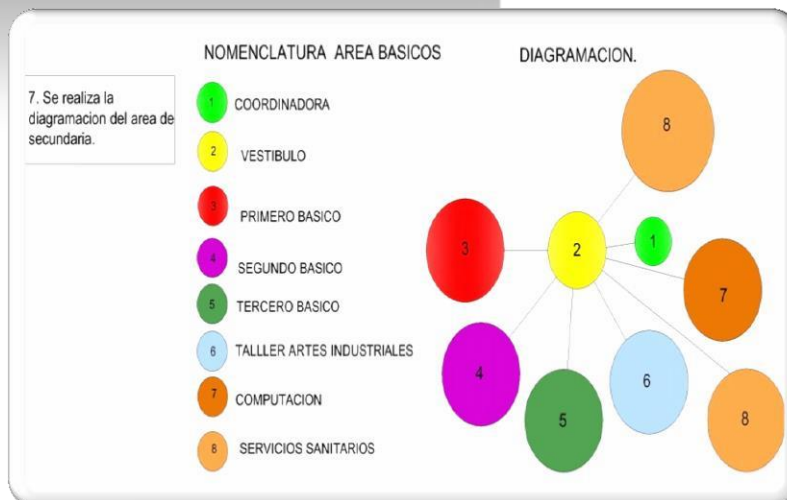 NOMENCLATURA AREA BASICOS
DIAGRAMACION.
7. Se realiza la
diagramacion del area de
secundaria.
1 COORDINADORA
2 VESTIBULO
3 PRIMERO BASICO
4 SEGUNDO BASICO
5 TERCERO BASICO
6 TALLLER ARTES INDUSTRIALES
7 COMPUTACION
8 SERVICIOS SANITARIOS
8
3
2
1
7
4
5
6
8